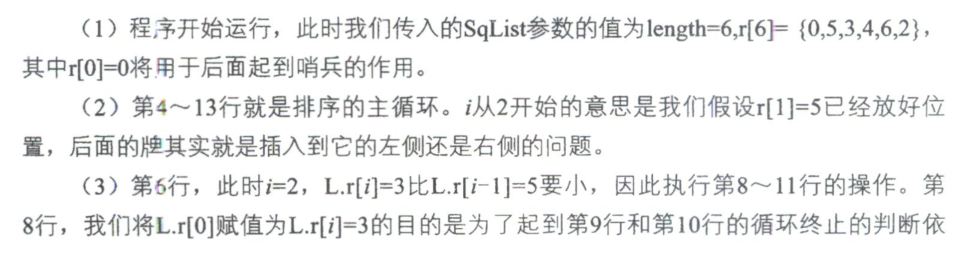 （1）程序开始运行，此时我们传入的SqList参数的值为length=6,r[6]= {0,5,3,4,6,2}，
其中r[0]=0将用于后面起到哨兵的作用。
（2）第4～13行就是排序的主循环。i从2开始的意思是我们假设r[1]=5已经放好位
置，后面的牌其实就是插入到它的左侧还是右侧的问题。
（3）第6行，此时i=2，L.r[i]=3比L.r[i-1]=5要小，因此执行第8～11行的操作。第
8行，我们将L.r[0]赋值为L.r[i]=3的目的是为了起到第9行和第10行的循环终止的判断依